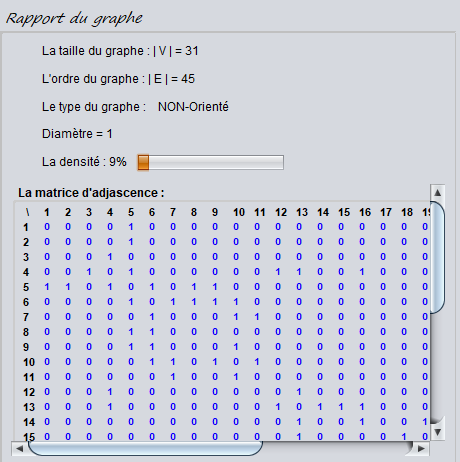 Rapport du graphe
La taille du graphe : | V | = 31
L'ordre du graphe : | E | = 45
Le type du graphe : NON-Orienté
Diamètre = 1
La densité : 9%
La matrice d'adjascence :
\ 1 2 3 4 5 6 7 8 9 10 11 12 13 14 15 16 17 18 19
1 0 0 0 0 1 0 0 0 0 0 0 0 0 0 0 0 0 0 0
2 0 0 0 0 1 0 0 0 0 0 0 0 0 0 0 0 0 0 0
3 0 0 0 1 0 0 0 0 0 0 0 0 0 0 0 0 0 0 0
4 0 0 1 0 1 0 0 0 0 0 0 1 1 0 0 1 0 0 0
5 1 1 0 1 0 1 0 1 1 0 0 0 0 0 0 0 0 0 0
6 0 0 0 0 1 0 1 1 1 1 0 0 0 0 0 0 0 0 0
7 0 0 0 0 0 1 0 0 0 1 1 0 0 0 0 0 0 0 0
8 0 0 0 0 1 1 0 0 0 0 0 0 0 0 0 0 0 0 0
9 0 0 0 0 1 1 0 0 0 1 0 0 0 0 0 0 0 0 0
10 0 0 0 0 0 1 1 0 1 0 1 0 0 0 0 0 0 0 0
11 0 0 0 0 0 0 1 0 0 1 0 0 0 0 0 0 0 0 0
12 0 0 0 1 0 0 0 0 0 0 0 0 1 0 0 0 0 0 0
13 0 0 0 1 0 0 0 0 0 0 0 1 0 1 1 1 0 0 0
14 0 0 0 0 0 0 0 0 0 0 0 0 1 0 0 1 0 0 1
15 0 0 0 0 0 0 0 0 0 0 0 0 1 0 0 0 0 1 0